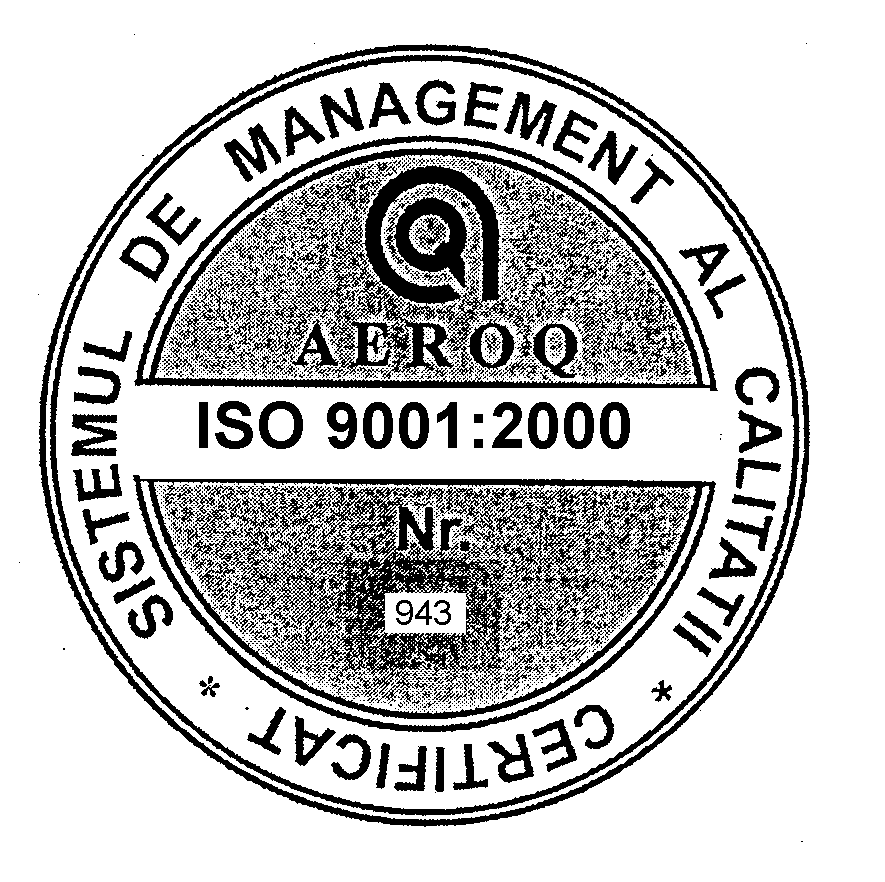 SISTEMUL DE MANAGEMENT AL CALITATII
* CERTIFICAT *
AEROQ
ISO 9001:2000
Nr.
943